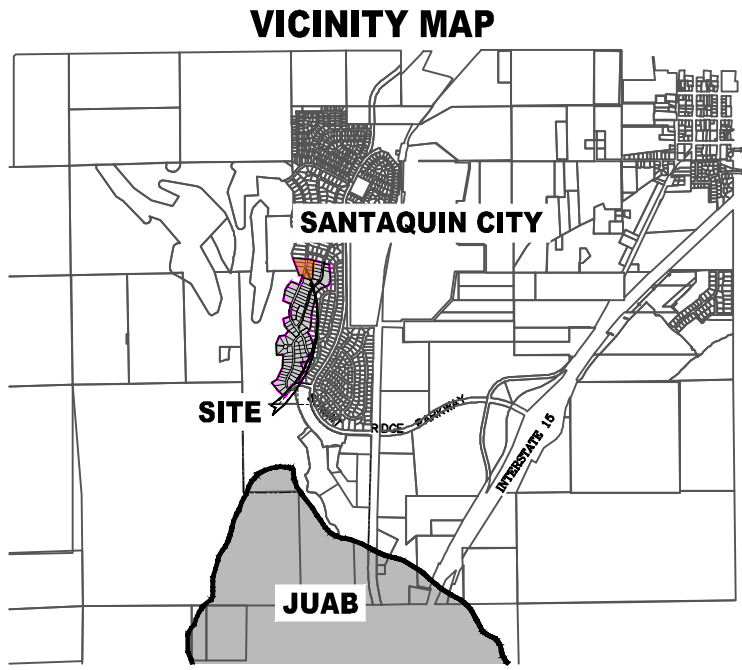 VICINITY MAP
SANTAQUIN CITY
SITE
RIDGE PARKWAY
INTERSTATE 15
JUAB